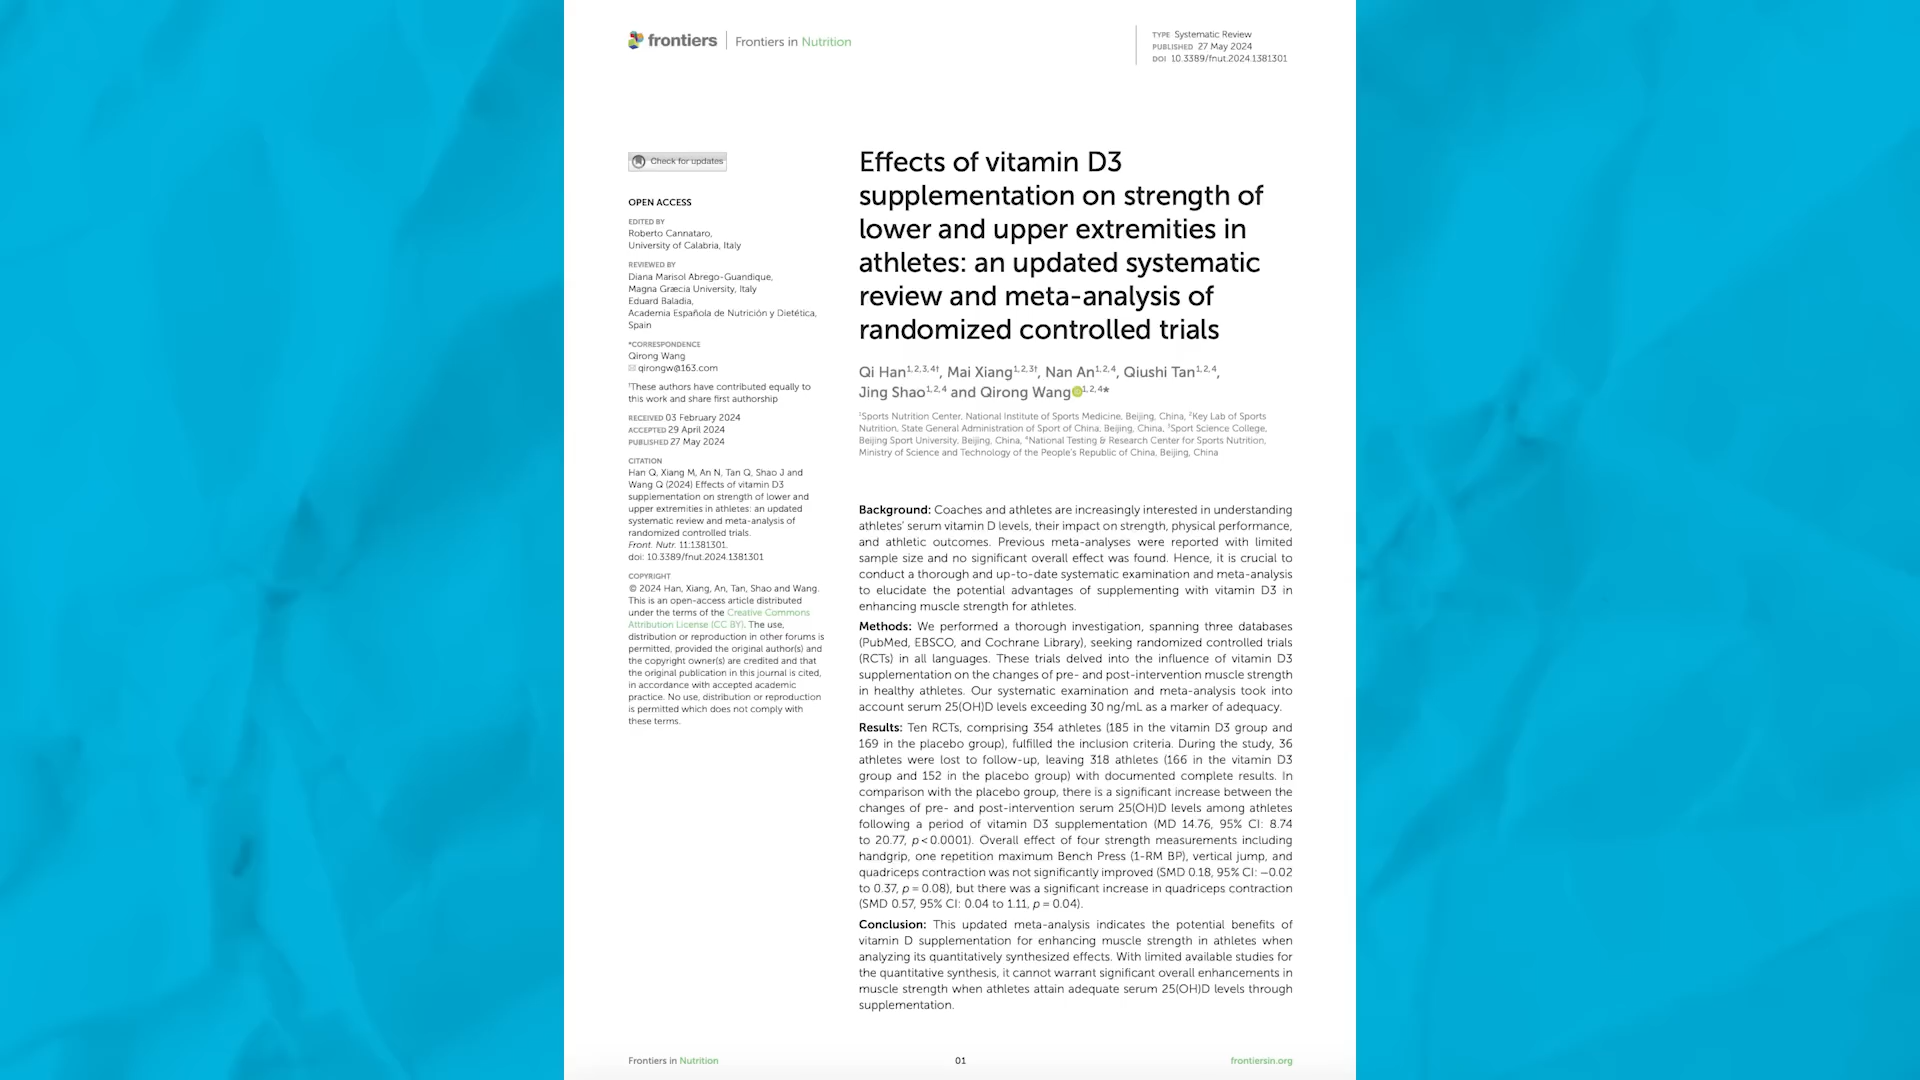 frontiers | Frontiers in Nutrition
TYPE Systematic Review
PUBLISHED 27 May 2024
DOI 10.3389/fnut.2024.1381301
Check for updates
OPEN ACCESS
EDITED BY
Roberto Cannataro,
University of Calabria, Italy
REVIEWED BY
Diana Marisol Abrego-Guandique,
Magna Græcia University, Italy
Eduard Baladia,
Academia Española de Nutrición y Dietética,
Spain
*CORRESPONDENCE
Qirong Wang
qirongw@163.com
†These authors have contributed equally to
this work and share first authorship
RECEIVED 03 February 2024
ACCEPTED 29 April 2024
PUBLISHED 27 May 2024
CITATION
Han Q, Xiang M, An N, Tan Q, Shao J and
Wang Q (2024) Effects of vitamin D3
supplementation on strength of lower and
upper extremities in athletes: an updated
systematic review and meta-analysis of
randomized controlled trials.
Front. Nutr. 11:1381301.
doi: 10.3389/fnut.2024.1381301
COPYRIGHT
© 2024 Han, Xiang, An, Tan, Shao and Wang.
This is an open-access article distributed
under the terms of the Creative Commons
Attribution License (CC BY). The use,
distribution or reproduction in other forums is
permitted, provided the original author(s) and
the copyright owner(s) are credited and that
the original publication in this journal is cited,
in accordance with accepted academic
practice. No use, distribution or reproduction
is permitted which does not comply with
these terms.
Effects of vitamin D3
supplementation on strength of
lower and upper extremities in
athletes: an updated systematic
review and meta-analysis of
randomized controlled trials
Qi Han1,2,3,4†, Mai Xiang1,2,3†, Nan An1,2,4, Qiushi Tan1,2,4,
Jing Shao1,2,4 and Qirong Wang1,2,4*
1Sports Nutrition Center, National Institute of Sports Medicine, Beijing, China, 2Key Lab of Sports
Nutrition, State General Administration of Sport of China, Beijing, China, 3Sport Science College,
Beijing Sport University, Beijing, China, 4National Testing & Research Center for Sports Nutrition,
Ministry of Science and Technology of the People's Republic of China, Beijing, China
Background: Coaches and athletes are increasingly interested in understanding
athletes' serum vitamin D levels, their impact on strength, physical performance,
and athletic outcomes. Previous meta-analyses were reported with limited
sample size and no significant overall effect was found. Hence, it is crucial to
conduct a thorough and up-to-date systematic examination and meta-analysis
to elucidate the potential advantages of supplementing with vitamin D3 in
enhancing muscle strength for athletes.
Methods: We performed a thorough investigation, spanning three databases
(PubMed, EBSCO, and Cochrane Library), seeking randomized controlled trials
(RCTs) in all languages. These trials delved into the influence of vitamin D3
supplementation on the changes of pre- and post-intervention muscle strength
in healthy athletes. Our systematic examination and meta-analysis took into
account serum 25(OH)D levels exceeding 30 ng/mL as a marker of adequacy.
Results: Ten RCTs, comprising 354 athletes (185 in the vitamin D3 group and
169 in the placebo group), fulfilled the inclusion criteria. During the study, 36
athletes were lost to follow-up, leaving 318 athletes (166 in the vitamin D3
group and 152 in the placebo group) with documented complete results. In
comparison with the placebo group, there is a significant increase between the
changes of pre- and post-intervention serum 25(OH)D levels among athletes
following a period of vitamin D3 supplementation (MD 14.76, 95% CI: 8.74
to 20.77, p < 0.0001). Overall effect of four strength measurements including
handgrip, one repetition maximum Bench Press (1-RM BP), vertical jump, and
quadriceps contraction was not significantly improved (SMD 0.18, 95% CI: −0.02
to 0.37, p = 0.08), but there was a significant increase in quadriceps contraction
(SMD 0.57, 95% CI: 0.04 to 1.11, p = 0.04).
Conclusion: This updated meta-analysis indicates the potential benefits of
vitamin D supplementation for enhancing muscle strength in athletes when
analyzing its quantitatively synthesized effects. With limited available studies for
the quantitative synthesis, it cannot warrant significant overall enhancements in
muscle strength when athletes attain adequate serum 25(OH)D levels through
supplementation.
Frontiers in Nutrition
01
frontiersin.org